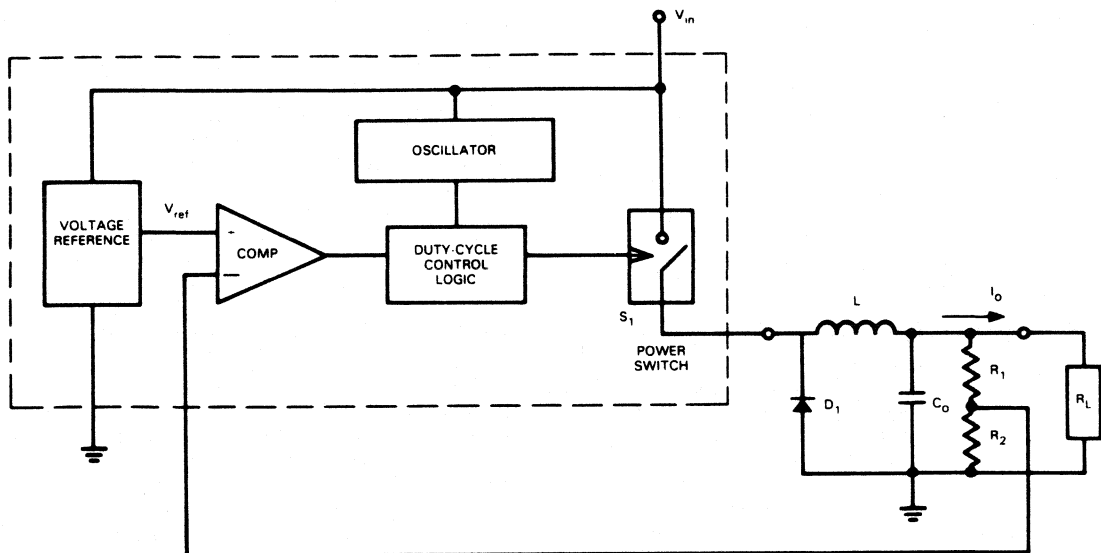 V_in
OSCILLATOR
VOLTAGE
REFERENCE
V_ref
+
−
COMP
DUTY-CYCLE
CONTROL
LOGIC
S_1
POWER
SWITCH
L
I_o
D_1
C_o
R_1
R_2
R_L